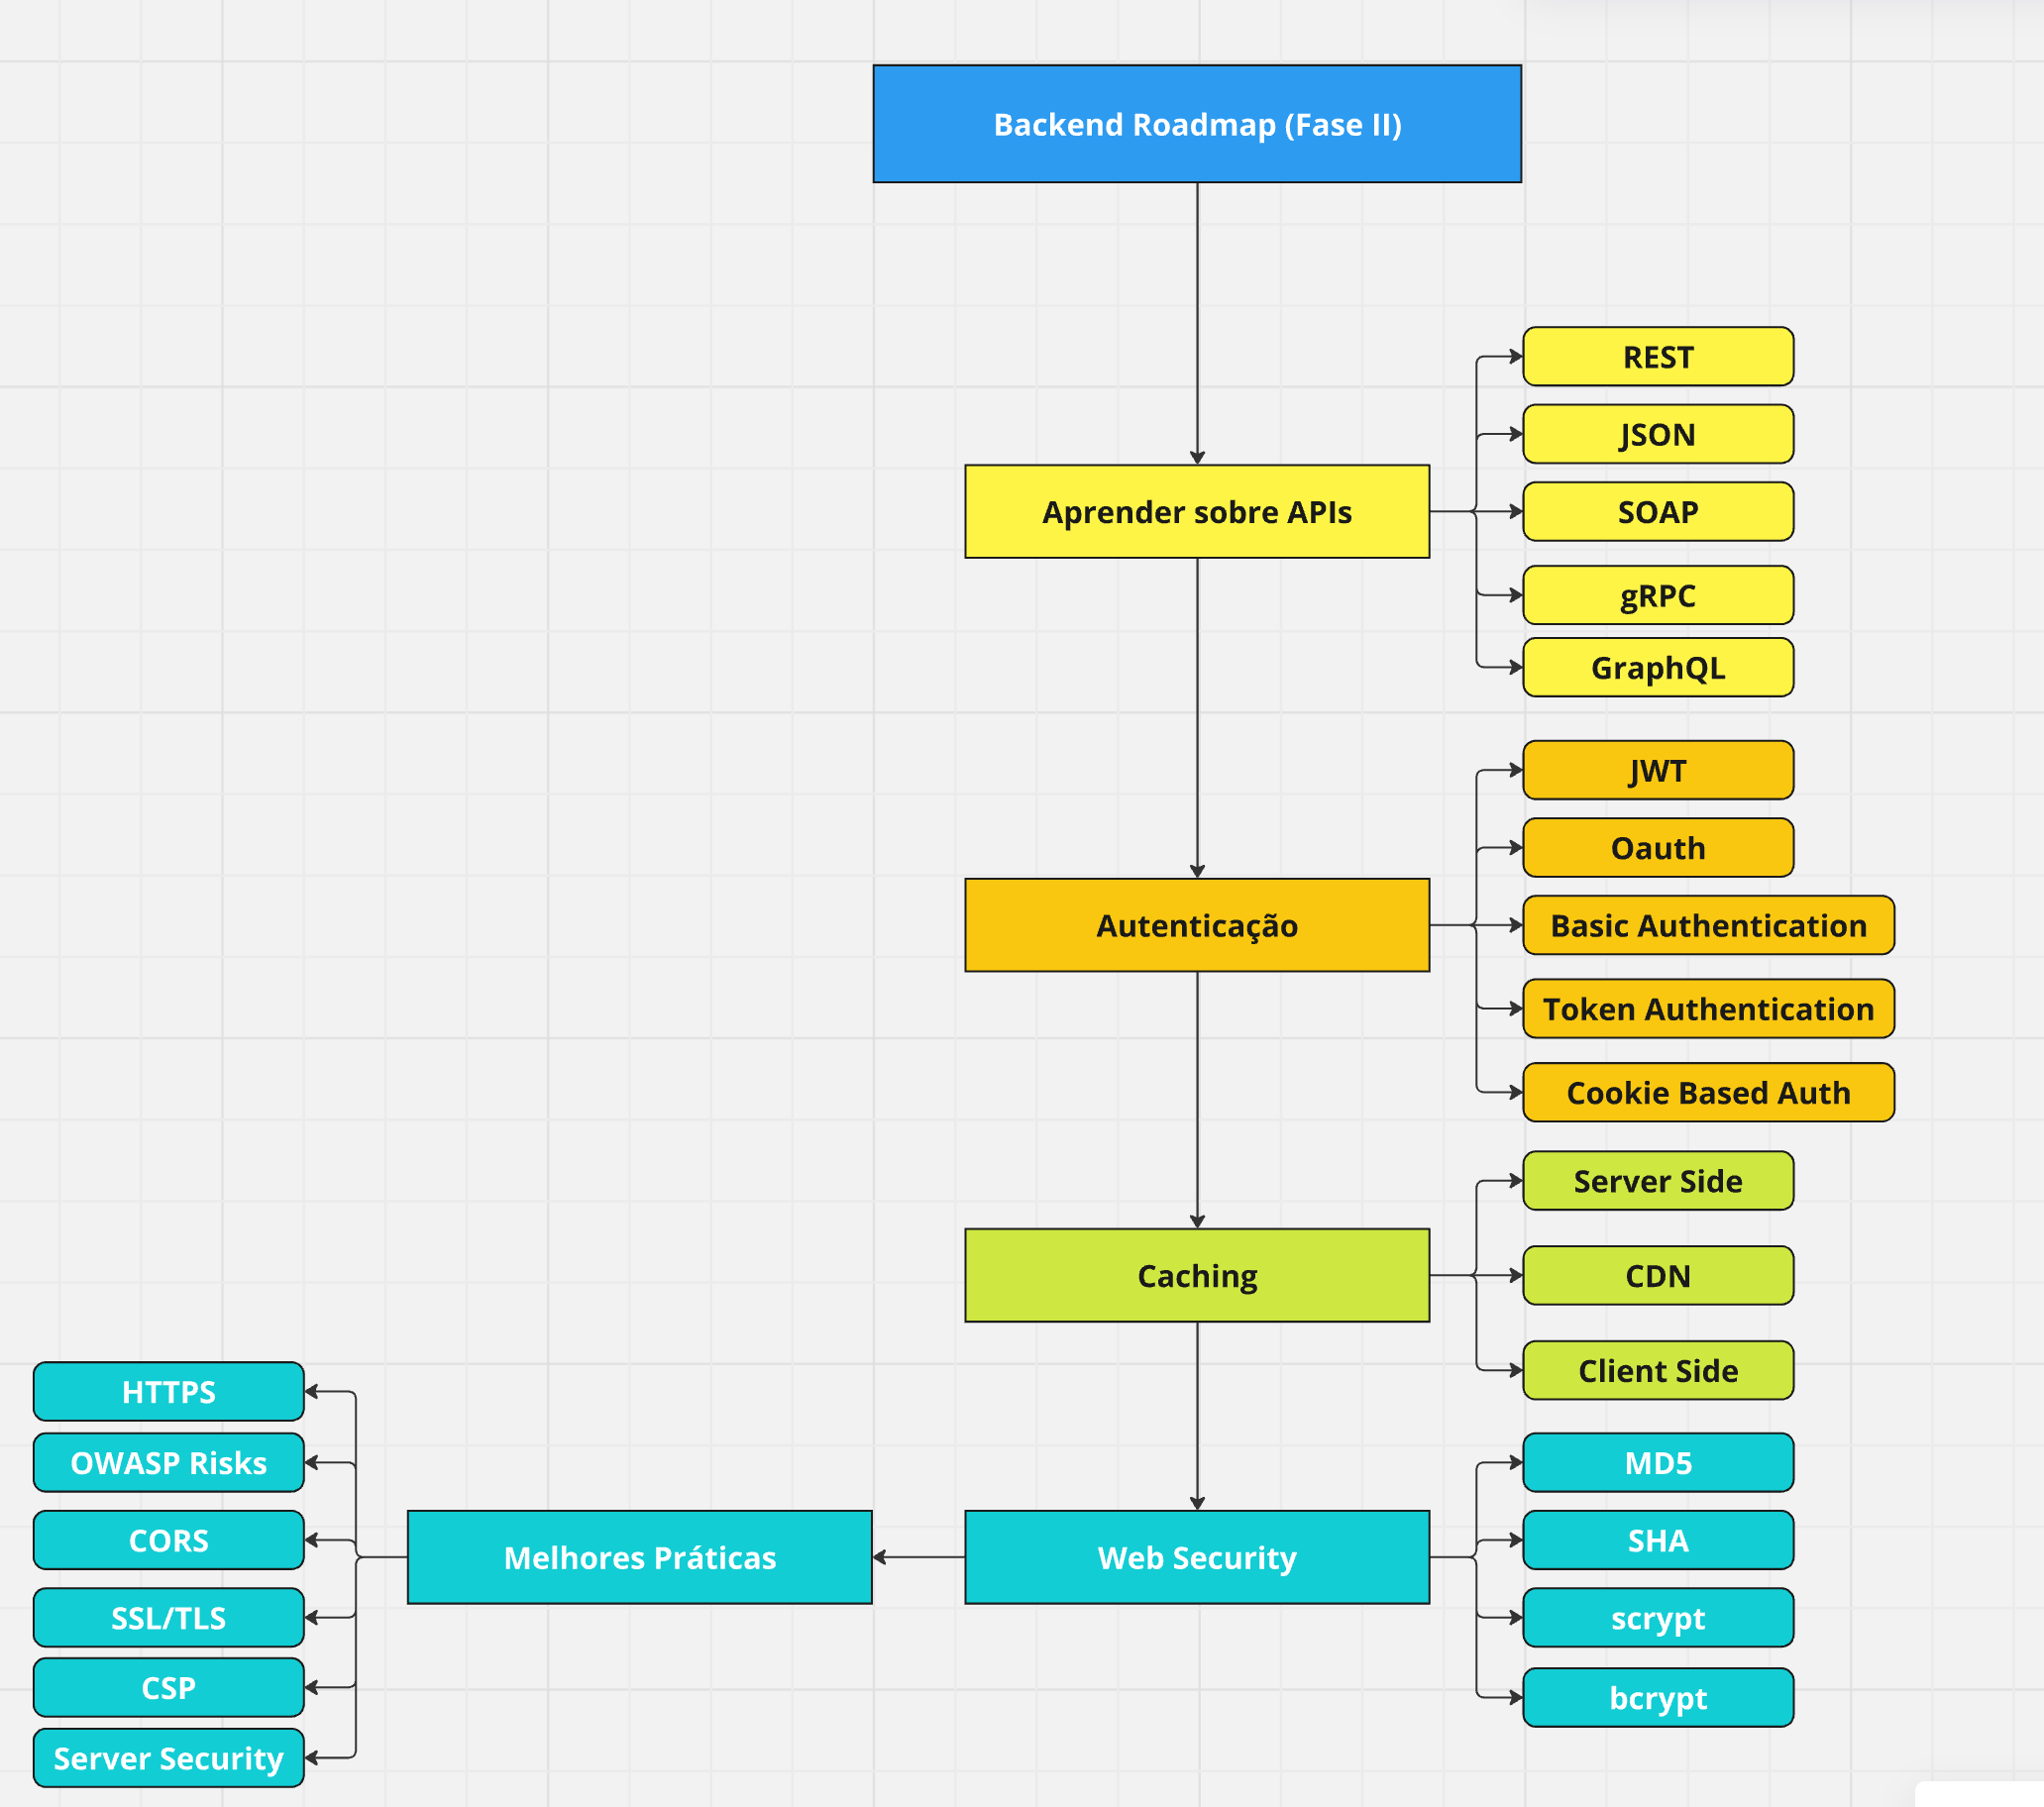 Backend Roadmap (Fase II)
Aprender sobre APIs
REST
JSON
SOAP
gRPC
GraphQL
Autenticação
JWT
Oauth
Basic Authentication
Token Authentication
Cookie Based Auth
Caching
Server Side
CDN
Client Side
Web Security
MD5
SHA
scrypt
bcrypt
Melhores Práticas
HTTPS
OWASP Risks
CORS
SSL/TLS
CSP
Server Security